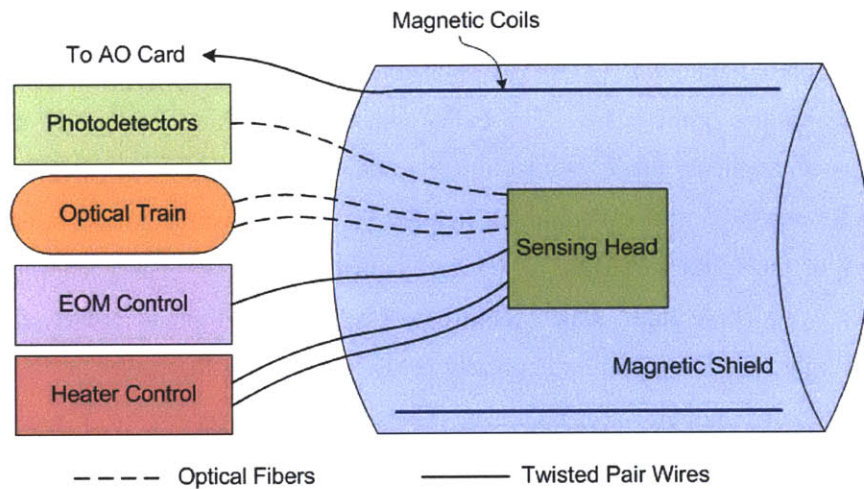 Magnetic Coils
To AO Card
Photodetectors
Optical Train
Sensing Head
EOM Control
Magnetic Shield
Heater Control
Optical Fibers
Twisted Pair Wires